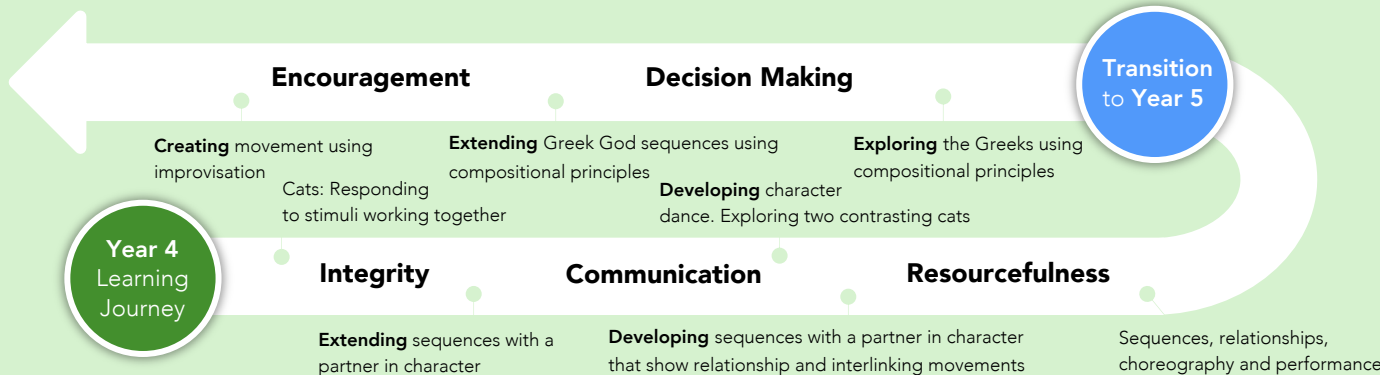 Encouragement
Decision Making
Transition
to Year 5
Creating movement using
improvisation
Extending Greek God sequences using
compositional principles
Exploring the Greeks using
compositional principles
Cats: Responding
to stimuli working together
Developing character
dance. Exploring two contrasting cats
Year 4
Learning
Journey
Integrity
Communication
Resourcefulness
Extending sequences with a
partner in character
Developing sequences with a partner in character
that show relationship and interlinking movements
Sequences, relationships,
choreography and performance